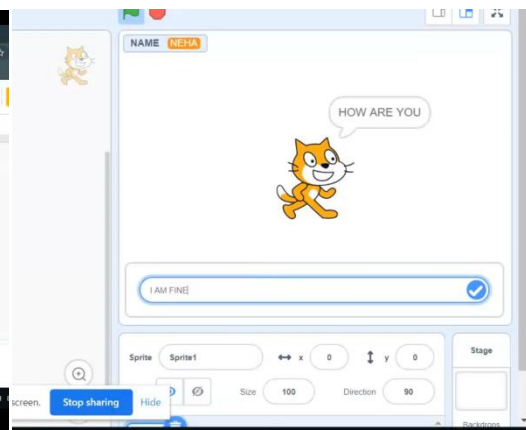 NAME NEHA
HOW ARE YOU
I AM FINE
Sprite Sprite1 x 0 y 0
Stage
Size 100 Direction 90
screen. Stop sharing Hide
Backdrops